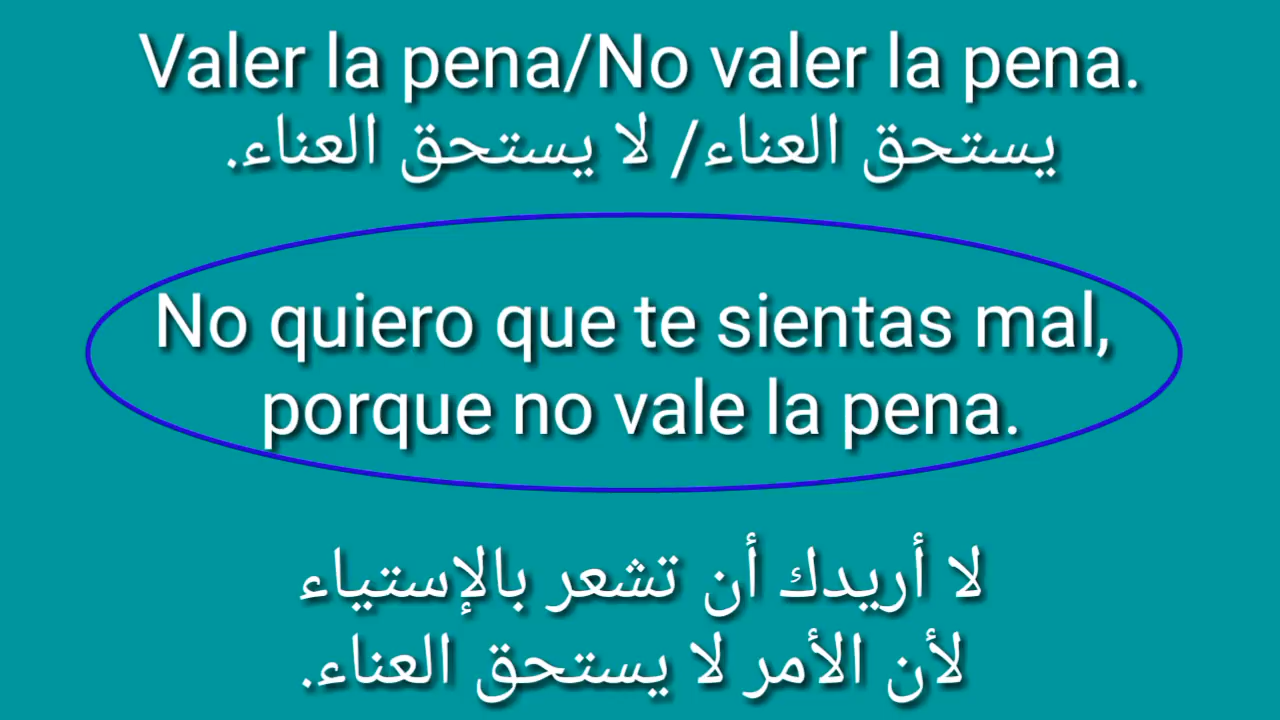 Valer la pena/No valer la pena.
يستحق العناء/ لا يستحق العناء.
No quiero que te sientas mal,
porque no vale la pena.
لا أريدك أن تشعر بالإستياء
لأن الأمر لا يستحق العناء.